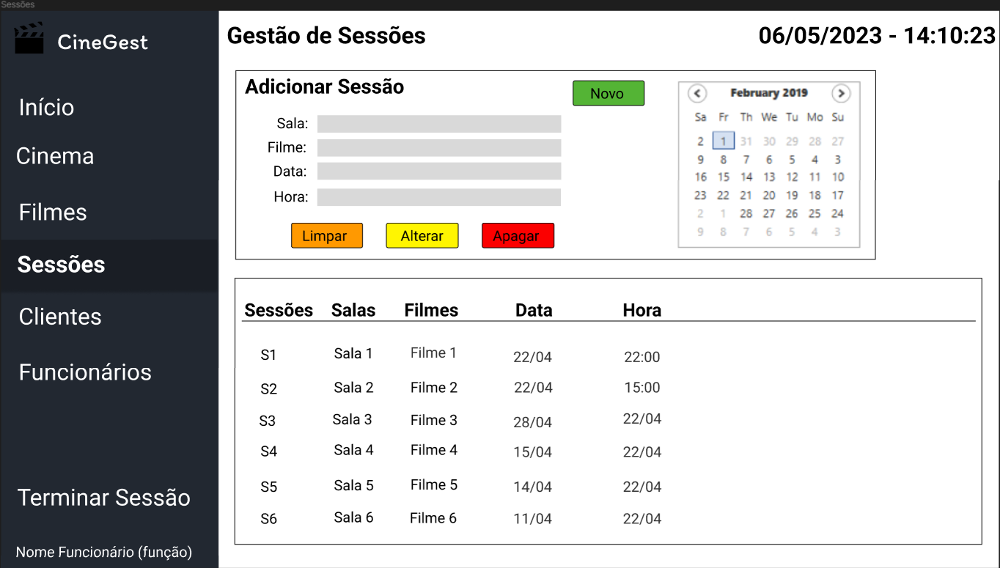 Sessões
CineGest
Início
Cinema
Filmes
Sessões
Clientes
Funcionários
Terminar Sessão
Nome Funcionário (função)
Gestão de Sessões
06/05/2023 - 14:10:23
Adicionar Sessão
Novo
Sala:
Filme:
Data:
Hora:
Limpar Alterar Apagar
February 2019
Sa Fr Th We Tu Mo Su
2 1 31 30 29 28 27
9 8 7 6 5 4 3
16 15 14 13 12 11 10
23 22 21 20 19 18 17
2 1 28 27 26 25 24
9 8 7 6 5 4 3
Sessões Salas Filmes Data Hora
S1 Sala 1 Filme 1 22/04 22:00
S2 Sala 2 Filme 2 22/04 15:00
S3 Sala 3 Filme 3 28/04 22/04
S4 Sala 4 Filme 4 15/04 22/04
S5 Sala 5 Filme 5 14/04 22/04
S6 Sala 6 Filme 6 11/04 22/04